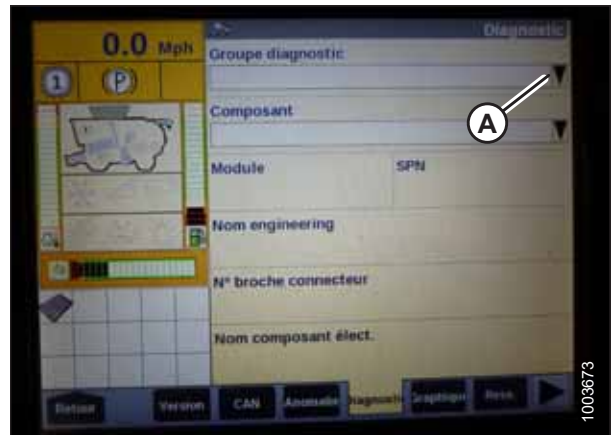 0.0 Mph
Diagnostic
Groupe diagnostic
1
P
A
Composant
Module
SPN
Nom engineering
N° broche connecteur
Nom composant élect.
Retour
Version
CAN
Anomalie
Diagnostic
Graphique
1003673